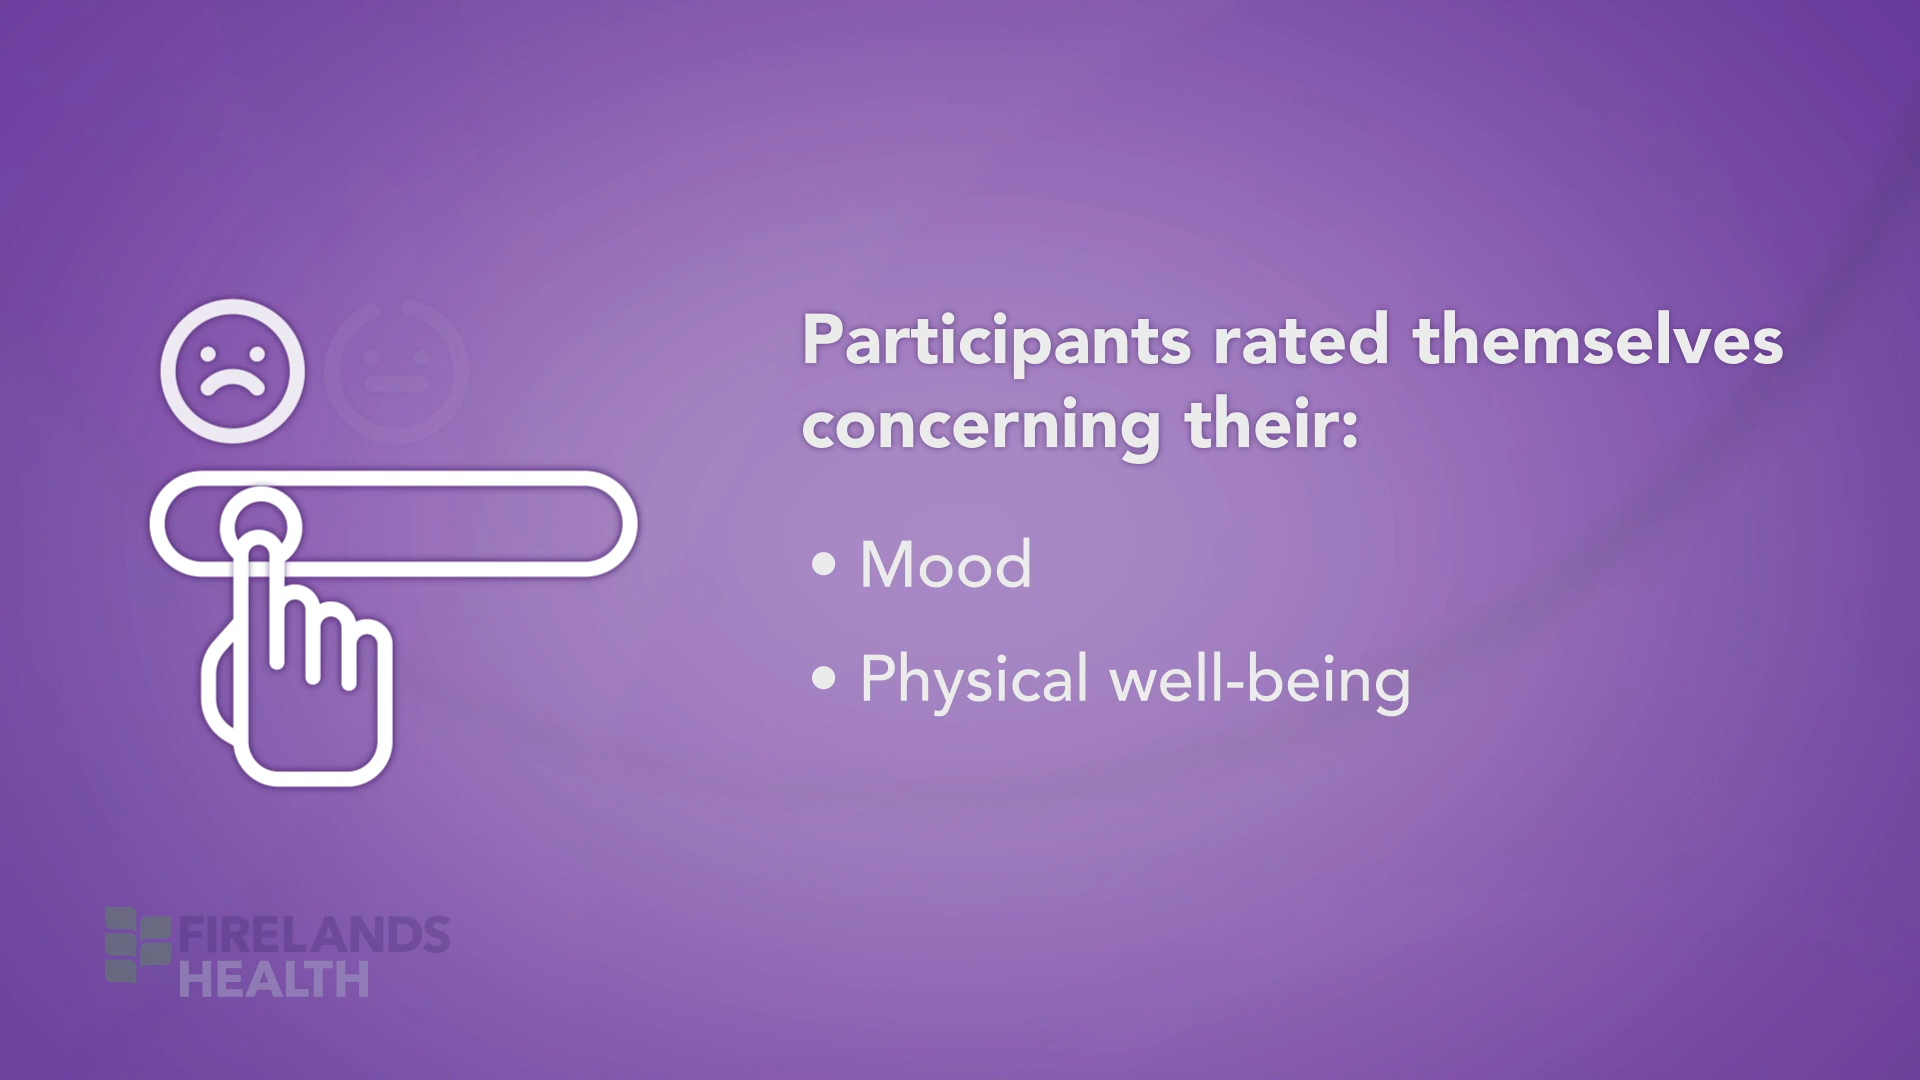 Participants rated themselves
concerning their:
• Mood
• Physical well-being
FIRELANDS
HEALTH